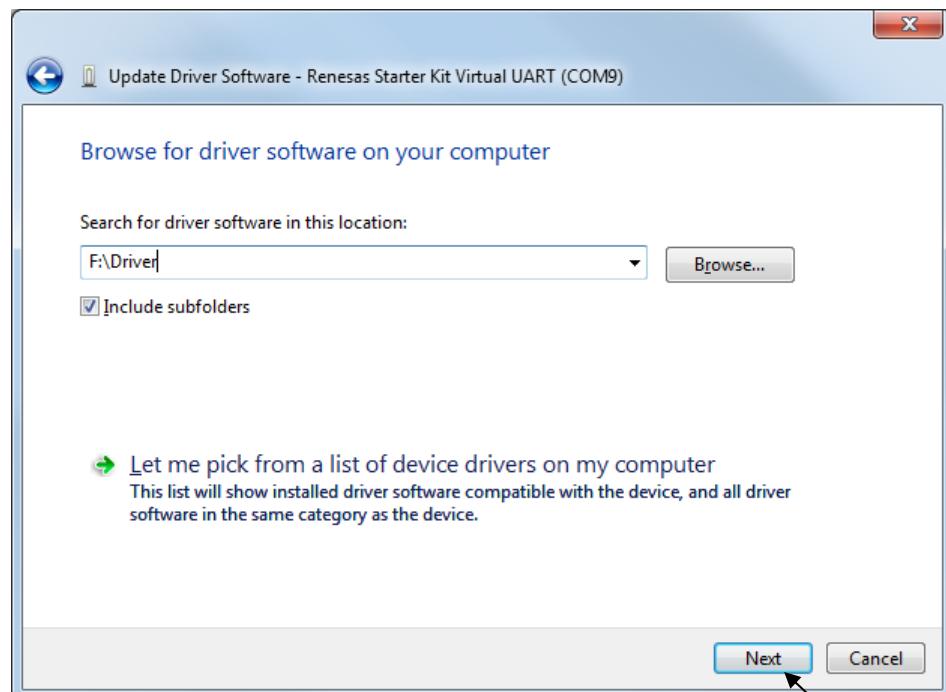 Update Driver Software - Renesas Starter Kit Virtual UART (COM9)
Browse for driver software on your computer
Search for driver software in this location:
F:\Driver
Browse...
Include subfolders
Let me pick from a list of device drivers on my computer
This list will show installed driver software compatible with the device, and all driver
software in the same category as the device.
Next
Cancel